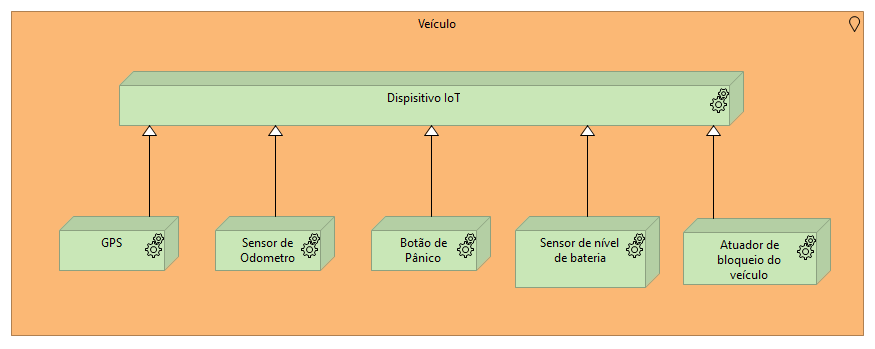 Veículo
Dispisitivo IoT
GPS
Sensor de
Odometro
Botão de
Pânico
Sensor de nível
de bateria
Atuador de
bloqueio do
veículo